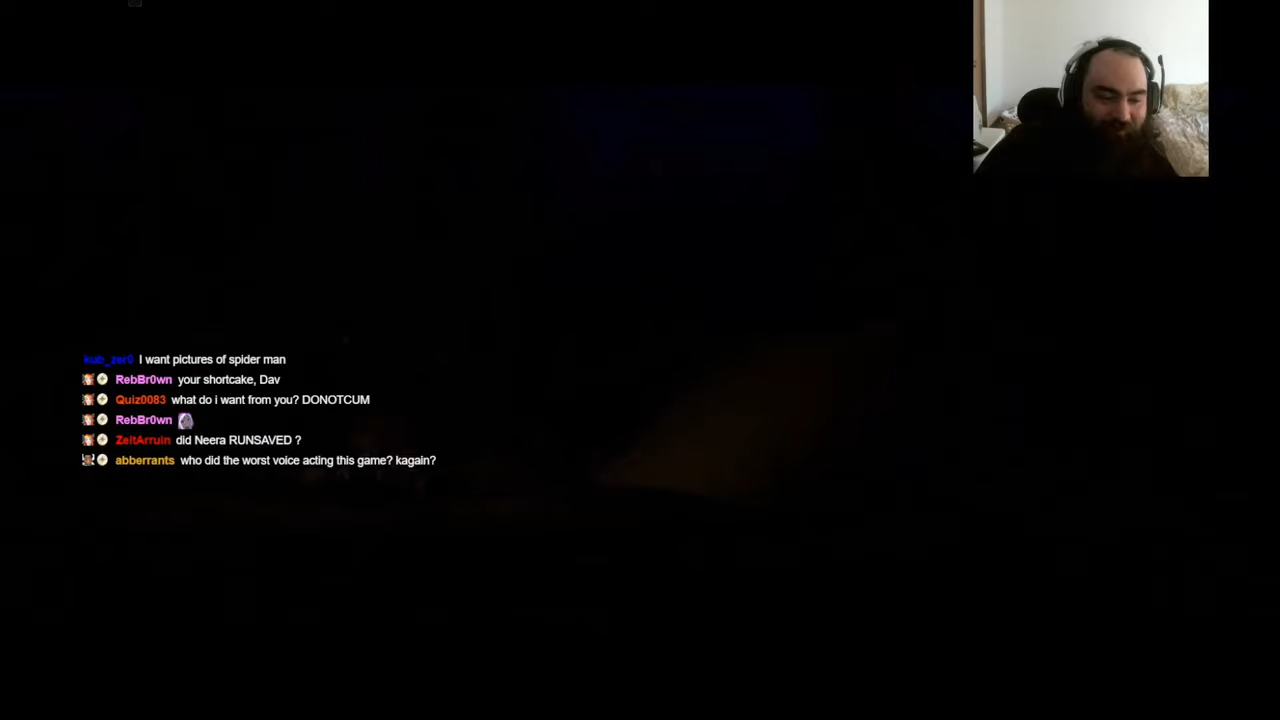 kub_zer0 I want pictures of spider man
RebBr0wn your shortcake, Dav
Quiz0083 what do i want from you? DONOTCUM
RebBr0wn
ZeltArruin did Neera RUNSAVED ?
abberrants who did the worst voice acting this game? kagain?